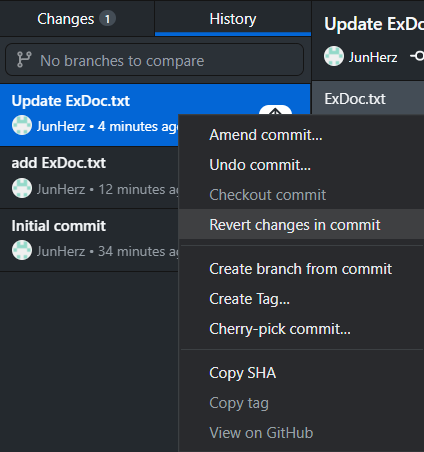 Changes 1
History
Update ExDo
No branches to compare
JunHerz
Update ExDoc.txt
JunHerz • 4 minutes ago
ExDoc.txt
add ExDoc.txt
JunHerz • 12 minutes ag
Initial commit
JunHerz • 34 minutes ag
Amend commit...
Undo commit...
Checkout commit
Revert changes in commit
Create branch from commit
Create Tag...
Cherry-pick commit...
Copy SHA
Copy tag
View on GitHub